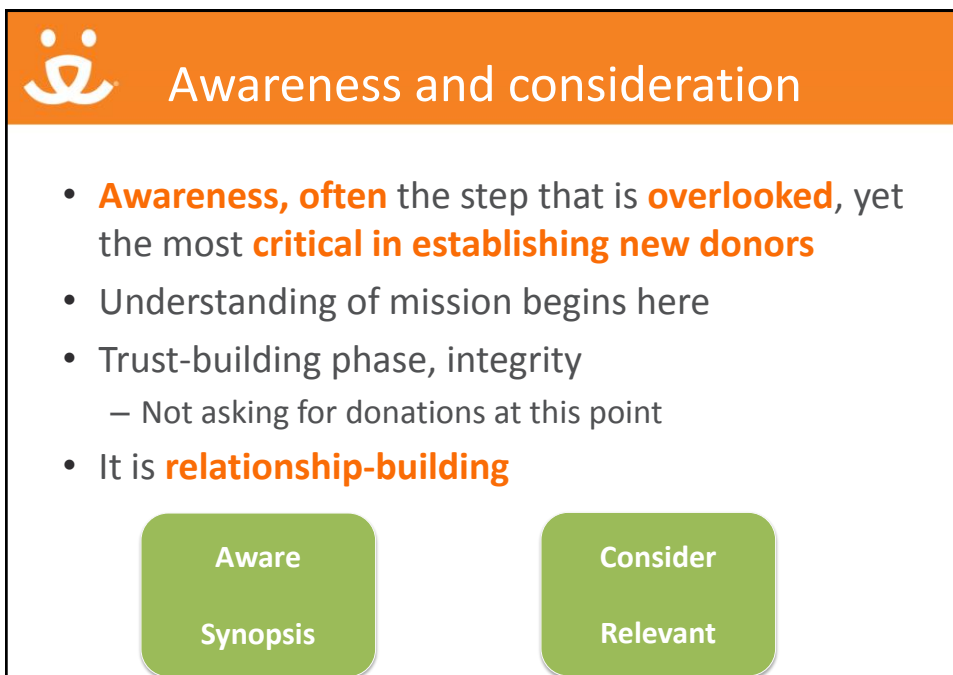 Awareness and consideration
• Awareness, often the step that is overlooked, yet
the most critical in establishing new donors
• Understanding of mission begins here
• Trust-building phase, integrity
– Not asking for donations at this point
• It is relationship-building
Aware
Synopsis
Consider
Relevant